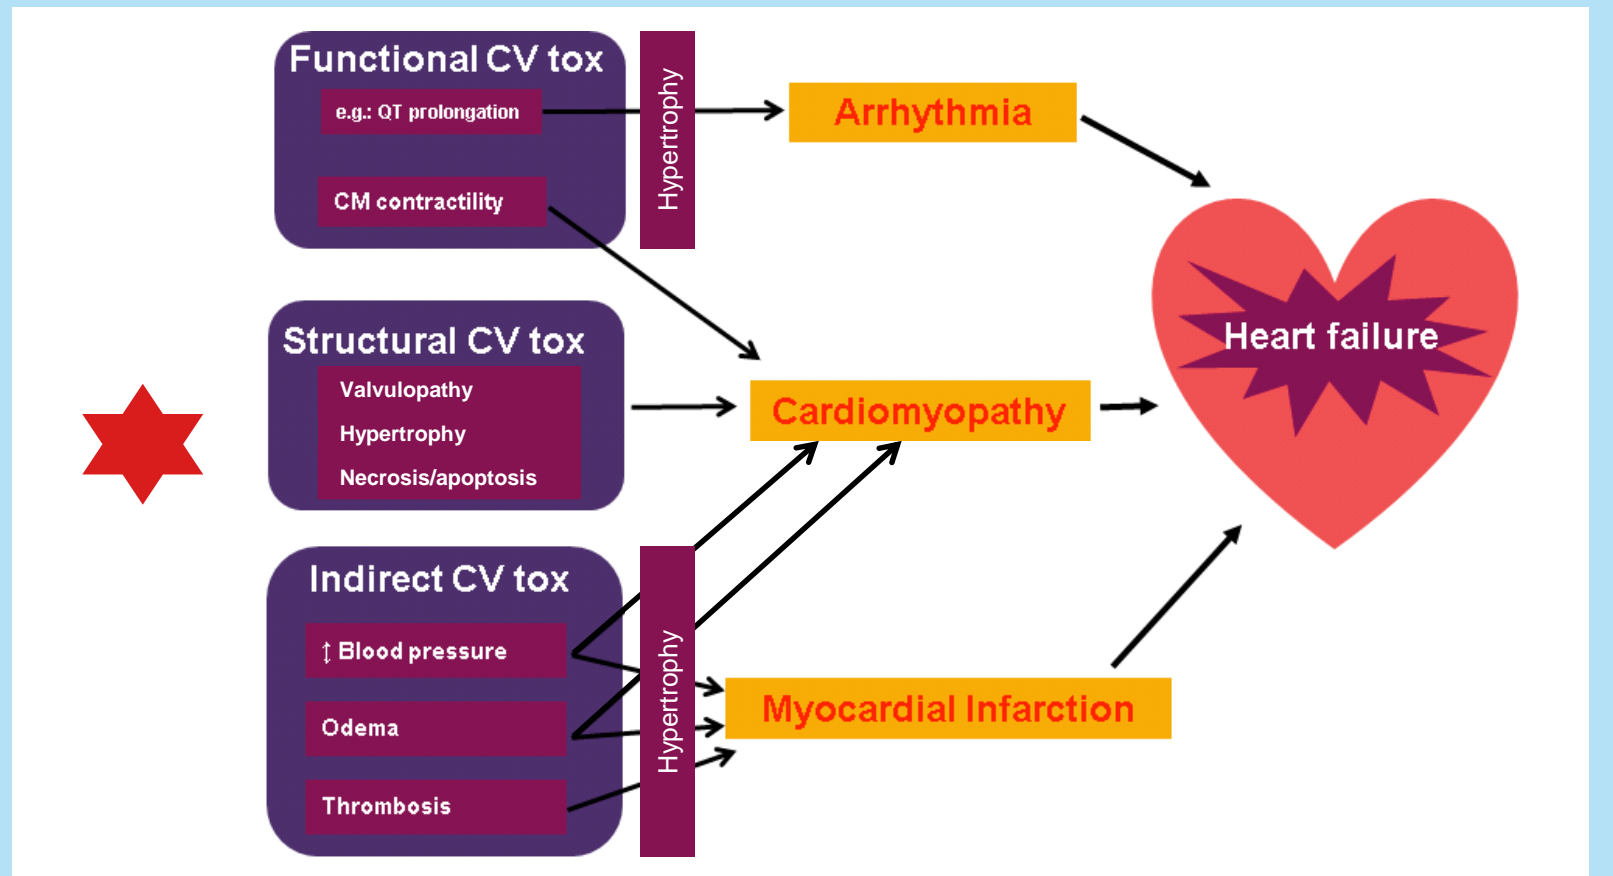 Functional CV tox
e.g.: QT prolongation
CM contractility
Hypertrophy
Arrhythmia
Structural CV tox
Valvulopathy
Hypertrophy
Necrosis/apoptosis
Cardiomyopathy
Heart failure
Indirect CV tox
↕ Blood pressure
Odema
Thrombosis
Hypertrophy
Myocardial Infarction